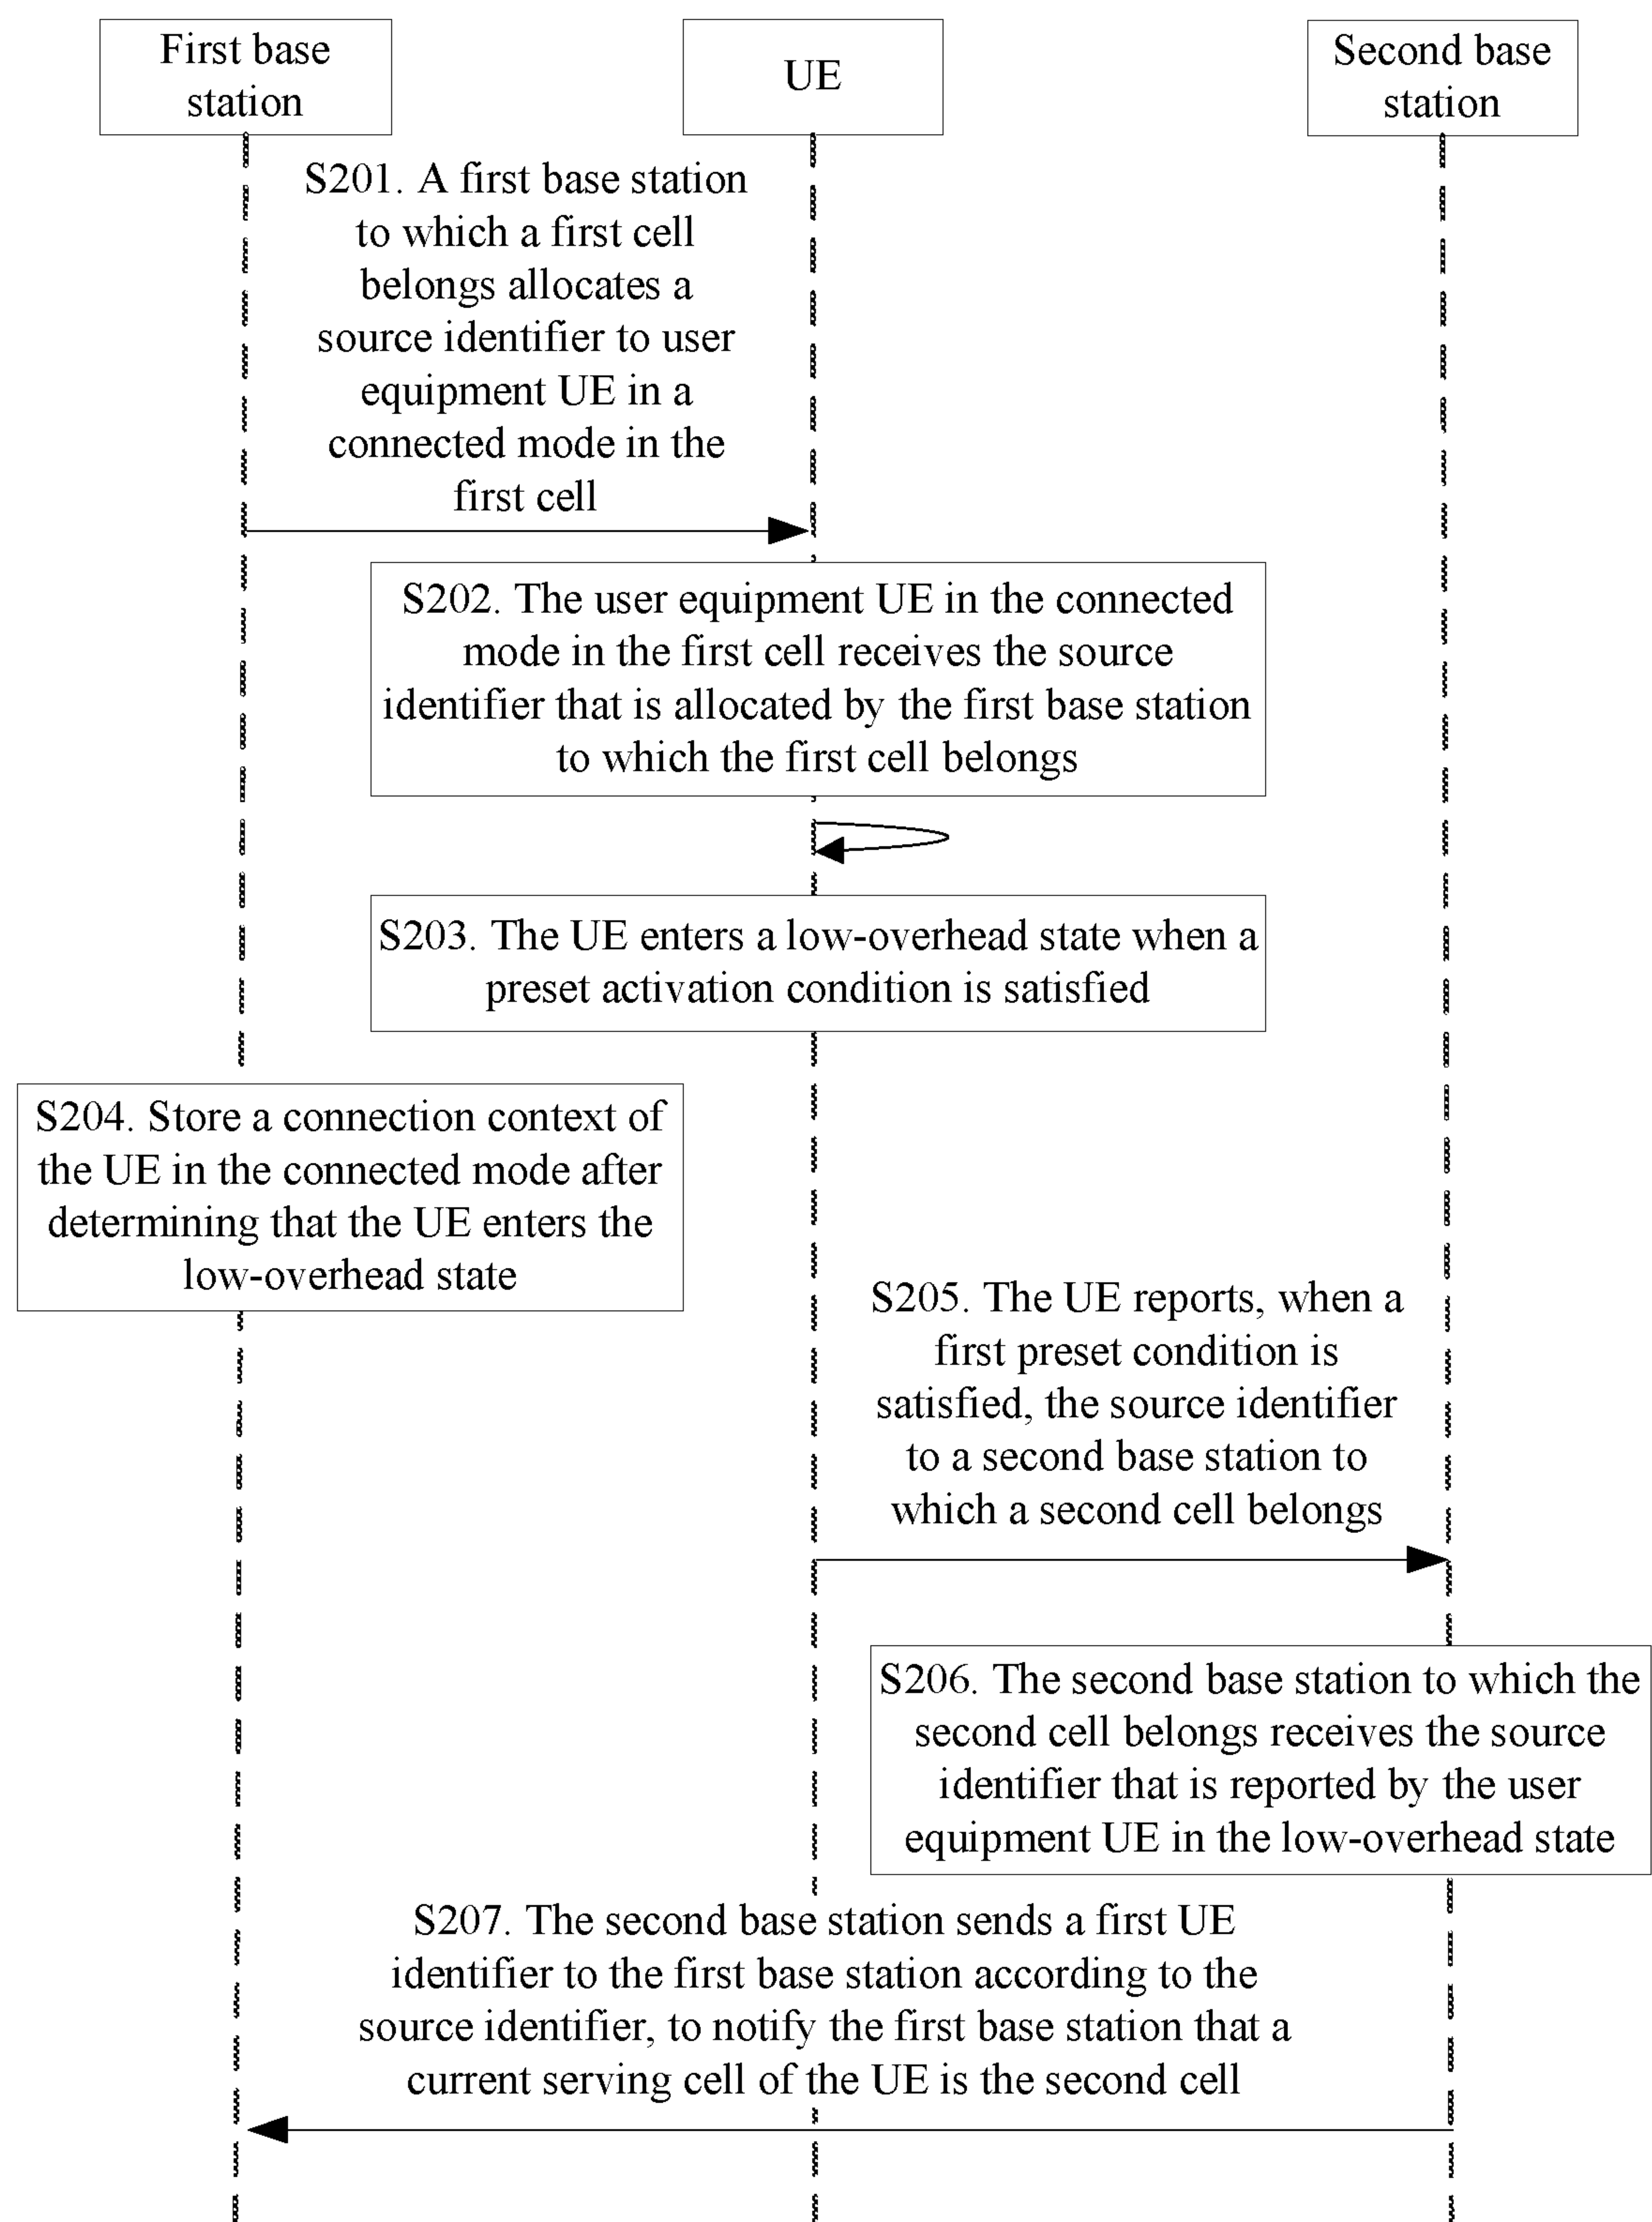 First base
station
UE
Second base
station
S201. A first base station
to which a first cell
belongs allocates a
source identifier to user
equipment UE in a
connected mode in the
first cell
S202. The user equipment UE in the connected
mode in the first cell receives the source
identifier that is allocated by the first base station
to which the first cell belongs
S203. The UE enters a low-overhead state when a
preset activation condition is satisfied
S204. Store a connection context of
the UE in the connected mode after
determining that the UE enters the
low-overhead state
S205. The UE reports, when a
first preset condition is
satisfied, the source identifier
to a second base station to
which a second cell belongs
S206. The second base station to which the
second cell belongs receives the source
identifier that is reported by the user
equipment UE in the low-overhead state
S207. The second base station sends a first UE
identifier to the first base station according to the
source identifier, to notify the first base station that a
current serving cell of the UE is the second cell